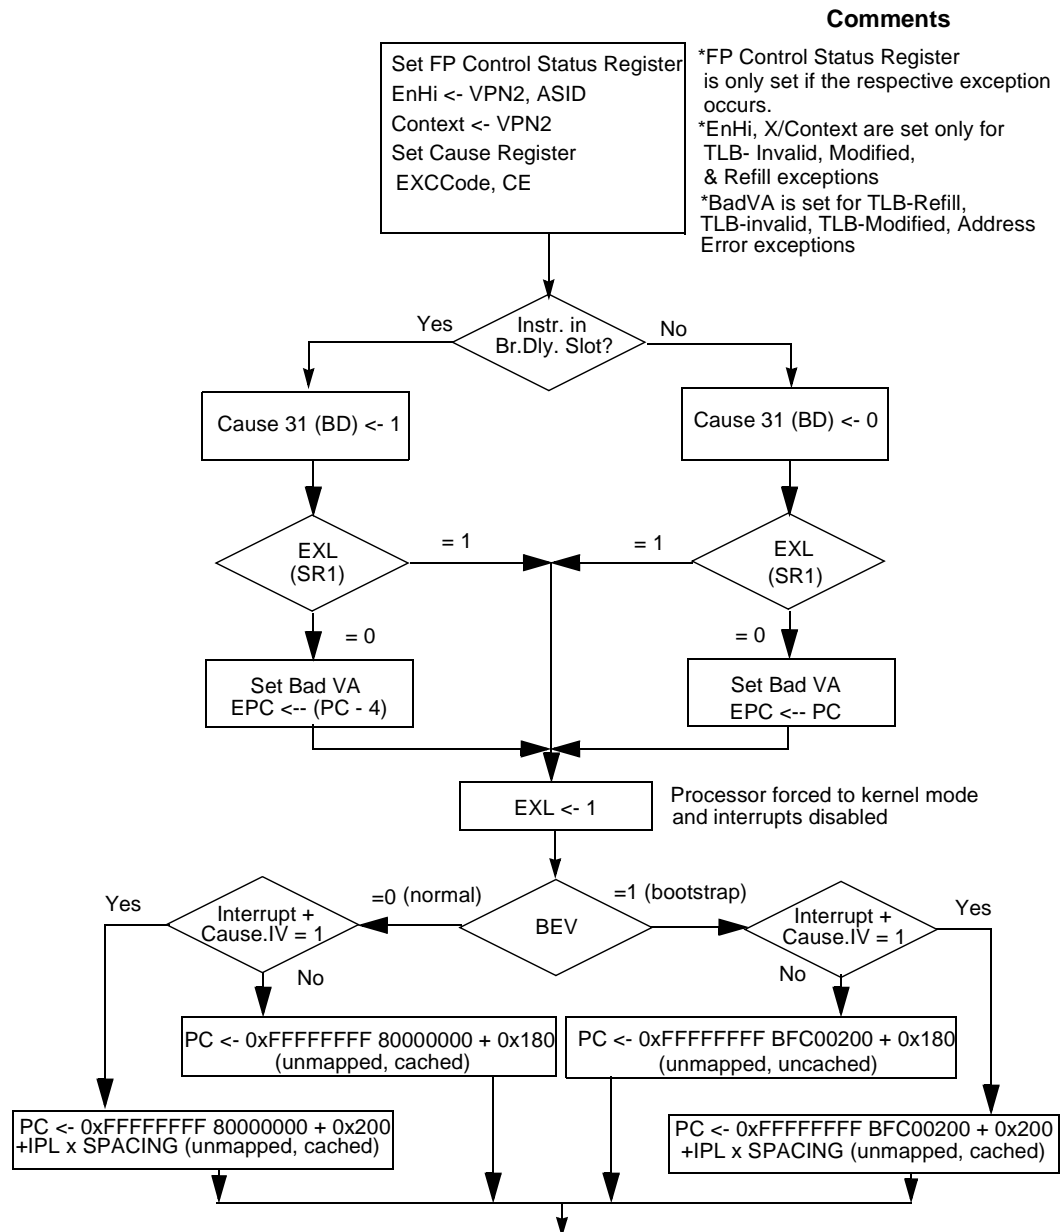 Comments
Set FP Control Status Register
EnHi <- VPN2, ASID
Context <- VPN2
Set Cause Register
EXCCode, CE
*FP Control Status Register
is only set if the respective exception
occurs.
*EnHi, X/Context are set only for
TLB- Invalid, Modified,
& Refill exceptions
*BadVA is set for TLB-Refill,
TLB-invalid, TLB-Modified, Address
Error exceptions
Yes
Instr. in
Br.Dly. Slot?
No
Cause 31 (BD) <- 1
Cause 31 (BD) <- 0
EXL
(SR1)
= 1
= 1
EXL
(SR1)
= 0
= 0
Set Bad VA
EPC <-- (PC - 4)
Set Bad VA
EPC <-- PC
EXL <- 1
Processor forced to kernel mode
and interrupts disabled
Yes
Interrupt +
Cause.IV = 1
=0 (normal)
BEV
=1 (bootstrap)
Interrupt +
Cause.IV = 1
Yes
No
No
PC <- 0xFFFFFFFF 80000000 + 0x180
(unmapped, cached)
PC <- 0xFFFFFFFF BFC00200 + 0x180
(unmapped, uncached)
PC <- 0xFFFFFFFF 80000000 + 0x200
+IPL x SPACING (unmapped, cached)
PC <- 0xFFFFFFFF BFC00200 + 0x200
+IPL x SPACING (unmapped, cached)